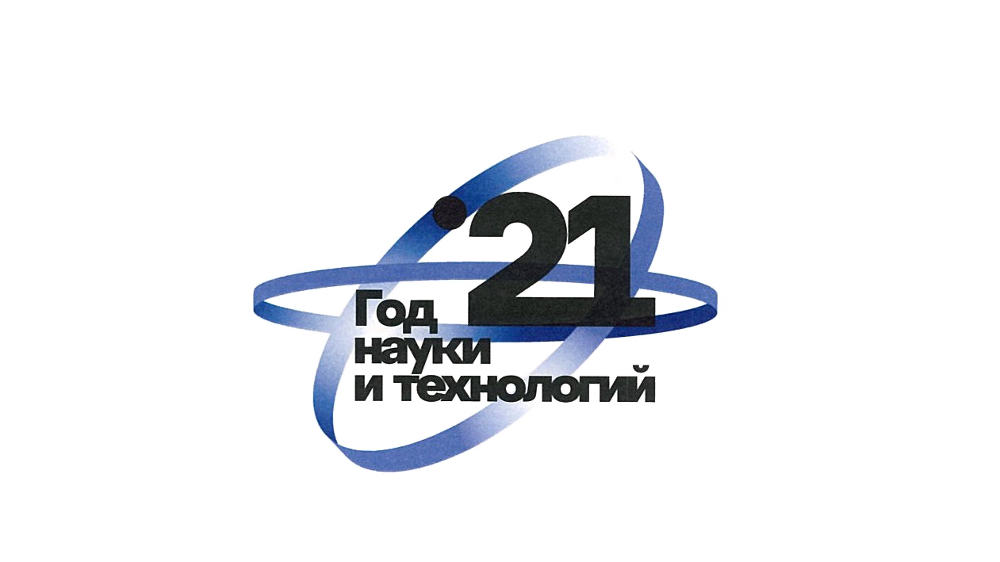 21
Год
науки
и технологий